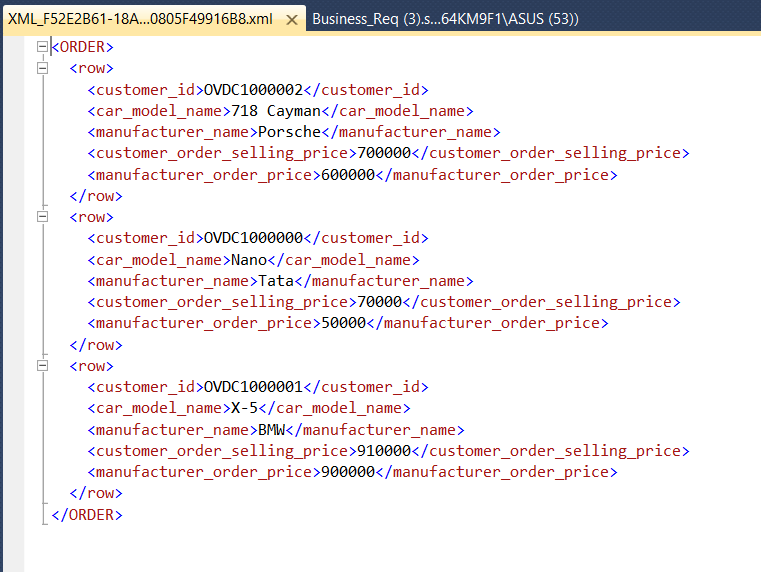 XML_F52E2B61-18A...0805F49916B8.xml Business_Req (3).s...64KM9F1\ASUS (53))
<ORDER>
<row>
<customer_id>OVDC1000002</customer_id>
<car_model_name>718 Cayman</car_model_name>
<manufacturer_name>Porsche</manufacturer_name>
<customer_order_selling_price>700000</customer_order_selling_price>
<manufacturer_order_price>600000</manufacturer_order_price>
</row>
<row>
<customer_id>OVDC1000000</customer_id>
<car_model_name>Nano</car_model_name>
<manufacturer_name>Tata</manufacturer_name>
<customer_order_selling_price>70000</customer_order_selling_price>
<manufacturer_order_price>50000</manufacturer_order_price>
</row>
<row>
<customer_id>OVDC1000001</customer_id>
<car_model_name>X-5</car_model_name>
<manufacturer_name>BMW</manufacturer_name>
<customer_order_selling_price>910000</customer_order_selling_price>
<manufacturer_order_price>900000</manufacturer_order_price>
</row>
</ORDER>